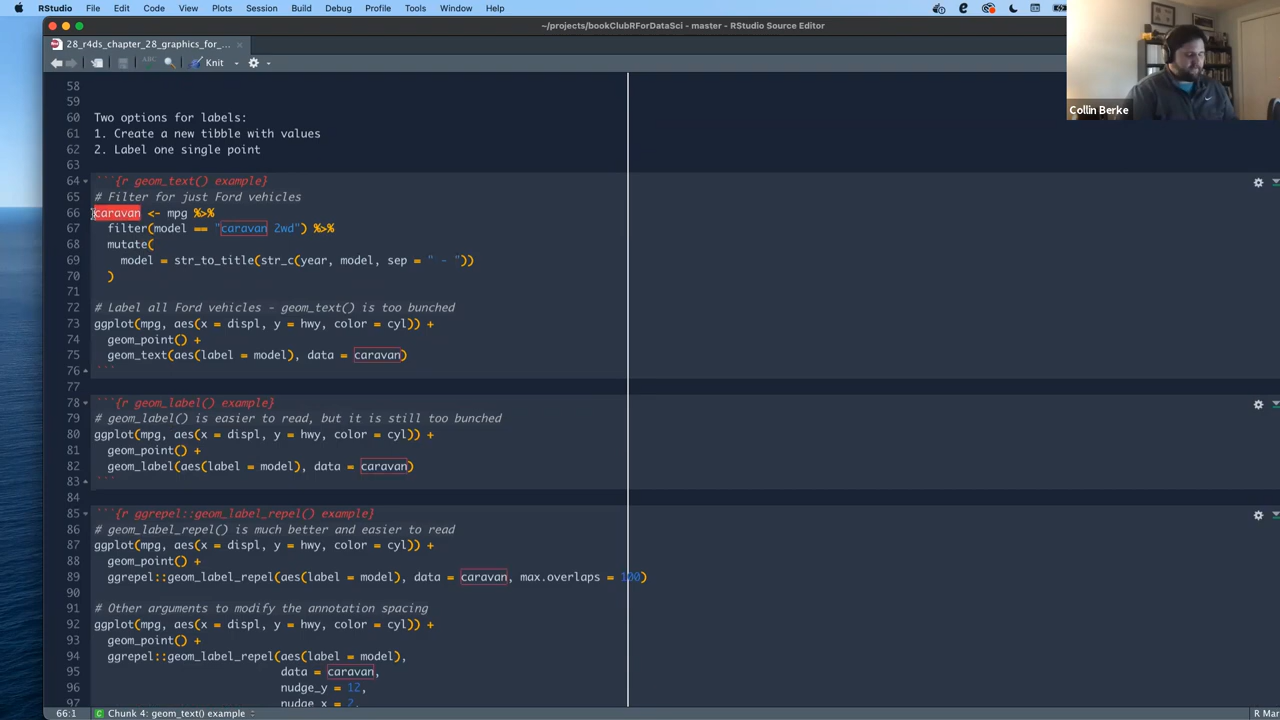 RStudio File Edit Code View Plots Session Build Debug Profile Tools Window Help
~/projects/bookClubRForDataSci - master - RStudio Source Editor
28_r4ds_chapter_28_graphics_for_...
Knit
Collin Berke
58
59
60 Two options for labels:
61 1. Create a new tibble with values
62 2. Label one single point
63
64 ```{r geom_text() example}
65 # Filter for just Ford vehicles
66 caravan <- mpg %>%
67 filter(model == "caravan 2wd") %>%
68 mutate(
69 model = str_to_title(str_c(year, model, sep = " - "))
70 )
71
72 # Label all Ford vehicles - geom_text() is too bunched
73 ggplot(mpg, aes(x = displ, y = hwy, color = cyl)) +
74 geom_point() +
75 geom_text(aes(label = model), data = caravan)
76 ```
77
78 ```{r geom_label() example}
79 # geom_label() is easier to read, but it is still too bunched
80 ggplot(mpg, aes(x = displ, y = hwy, color = cyl)) +
81 geom_point() +
82 geom_label(aes(label = model), data = caravan)
83 ```
84
85 ```{r ggrepel::geom_label_repel() example}
86 # geom_label_repel() is much better and easier to read
87 ggplot(mpg, aes(x = displ, y = hwy, color = cyl)) +
88 geom_point() +
89 ggrepel::geom_label_repel(aes(label = model), data = caravan, max.overlaps = 100)
90
91 # Other arguments to modify the annotation spacing
92 ggplot(mpg, aes(x = displ, y = hwy, color = cyl)) +
93 geom_point() +
94 ggrepel::geom_label_repel(aes(label = model),
95 data = caravan,
96 nudge_y = 12,
97 nudge_x = 2,
66:1 Chunk 4: geom_text() example R Mar